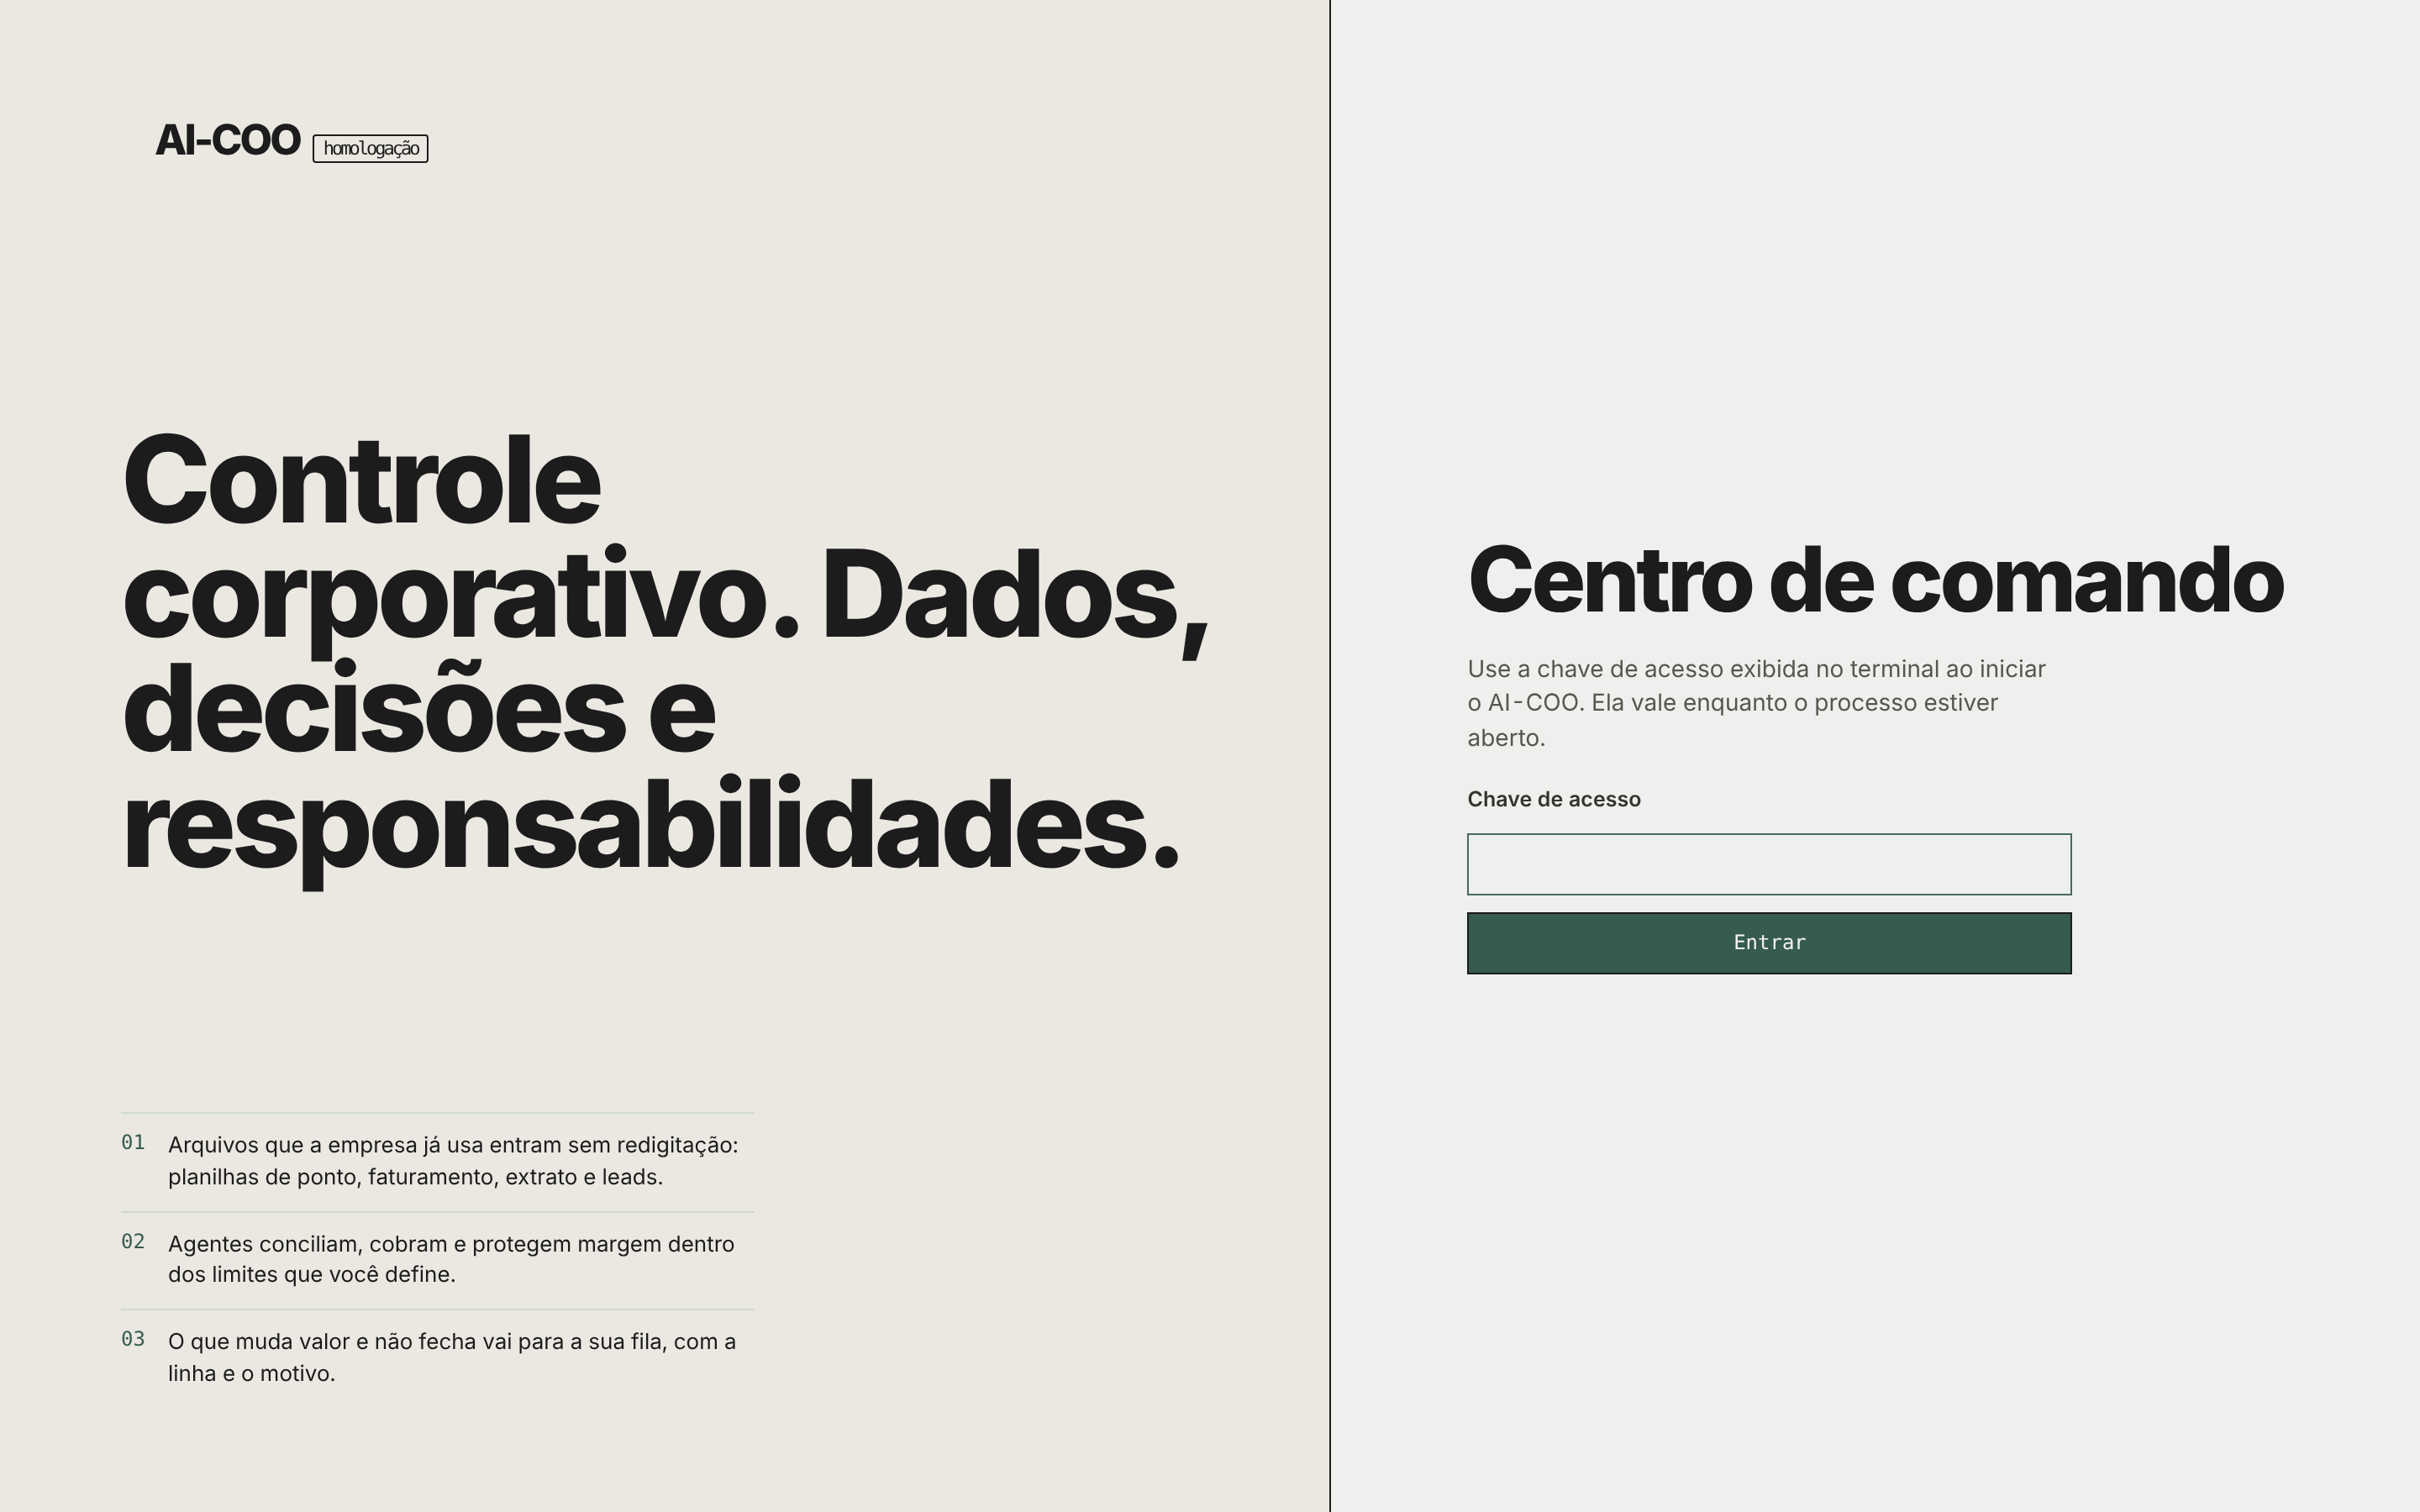 AI-COO homologação
Controle
corporativo. Dados,
decisões e
responsabilidades.
01 Arquivos que a empresa já usa entram sem redigitação:
planilhas de ponto, faturamento, extrato e leads.
02 Agentes conciliam, cobram e protegem margem dentro
dos limites que você define.
03 O que muda valor e não fecha vai para a sua fila, com a
linha e o motivo.
Centro de comando
Use a chave de acesso exibida no terminal ao iniciar
o AI-COO. Ela vale enquanto o processo estiver
aberto.
Chave de acesso
Entrar